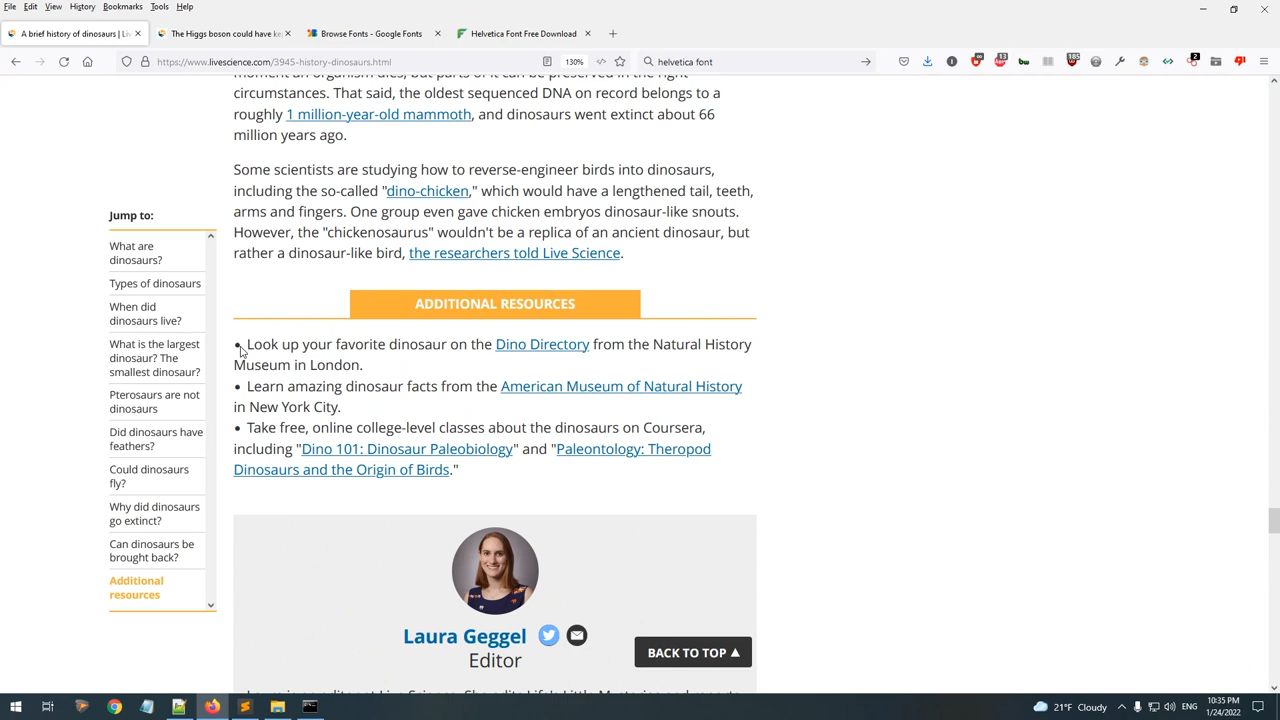 File Edit View History Bookmarks Tools Help
A brief history of dinosaurs | Liv
The Higgs boson could have ke
Browse Fonts - Google Fonts
Helvetica Font Free Download
https://www.livescience.com/3945-history-dinosaurs.html
130%
helvetica font
moment an organism dies, but parts of it can be preserved in the right
circumstances. That said, the oldest sequenced DNA on record belongs to a
roughly 1 million-year-old mammoth, and dinosaurs went extinct about 66
million years ago.
Some scientists are studying how to reverse-engineer birds into dinosaurs,
including the so-called "dino-chicken," which would have a lengthened tail, teeth,
arms and fingers. One group even gave chicken embryos dinosaur-like snouts.
However, the "chickenosaurus" wouldn't be a replica of an ancient dinosaur, but
rather a dinosaur-like bird, the researchers told Live Science.
Jump to:
What are
dinosaurs?
Types of dinosaurs
When did
dinosaurs live?
What is the largest
dinosaur? The
smallest dinosaur?
Pterosaurs are not
dinosaurs
Did dinosaurs have
feathers?
Could dinosaurs
fly?
Why did dinosaurs
go extinct?
Can dinosaurs be
brought back?
Additional
resources
ADDITIONAL RESOURCES
• Look up your favorite dinosaur on the Dino Directory from the Natural History
Museum in London.
• Learn amazing dinosaur facts from the American Museum of Natural History
in New York City.
• Take free, online college-level classes about the dinosaurs on Coursera,
including "Dino 101: Dinosaur Paleobiology" and "Paleontology: Theropod
Dinosaurs and the Origin of Birds."
Laura Geggel
Editor
BACK TO TOP
21°F Cloudy
ENG
10:35 PM
1/24/2022